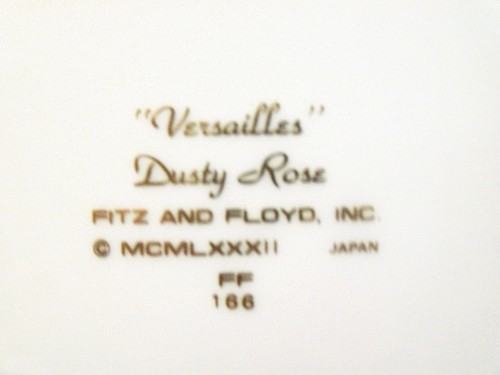 "Versailles"
Dusty Rose
FITZ AND FLOYD, INC.
© MCMLXXXII JAPAN
FF
166